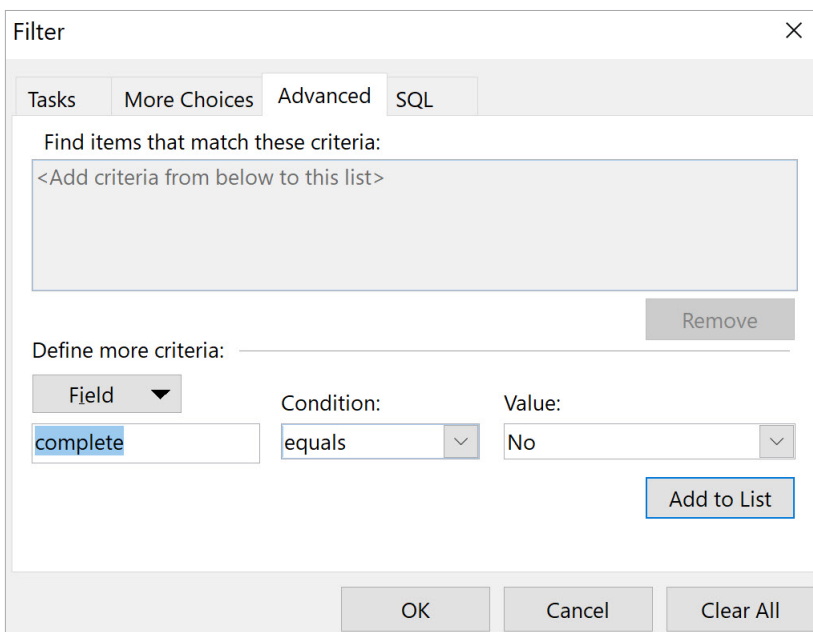 Filter
Tasks More Choices Advanced SQL
Find items that match these criteria:
<Add criteria from below to this list>
Remove
Define more criteria:
Field
Condition: Value:
complete equals No
Add to List
OK Cancel Clear All